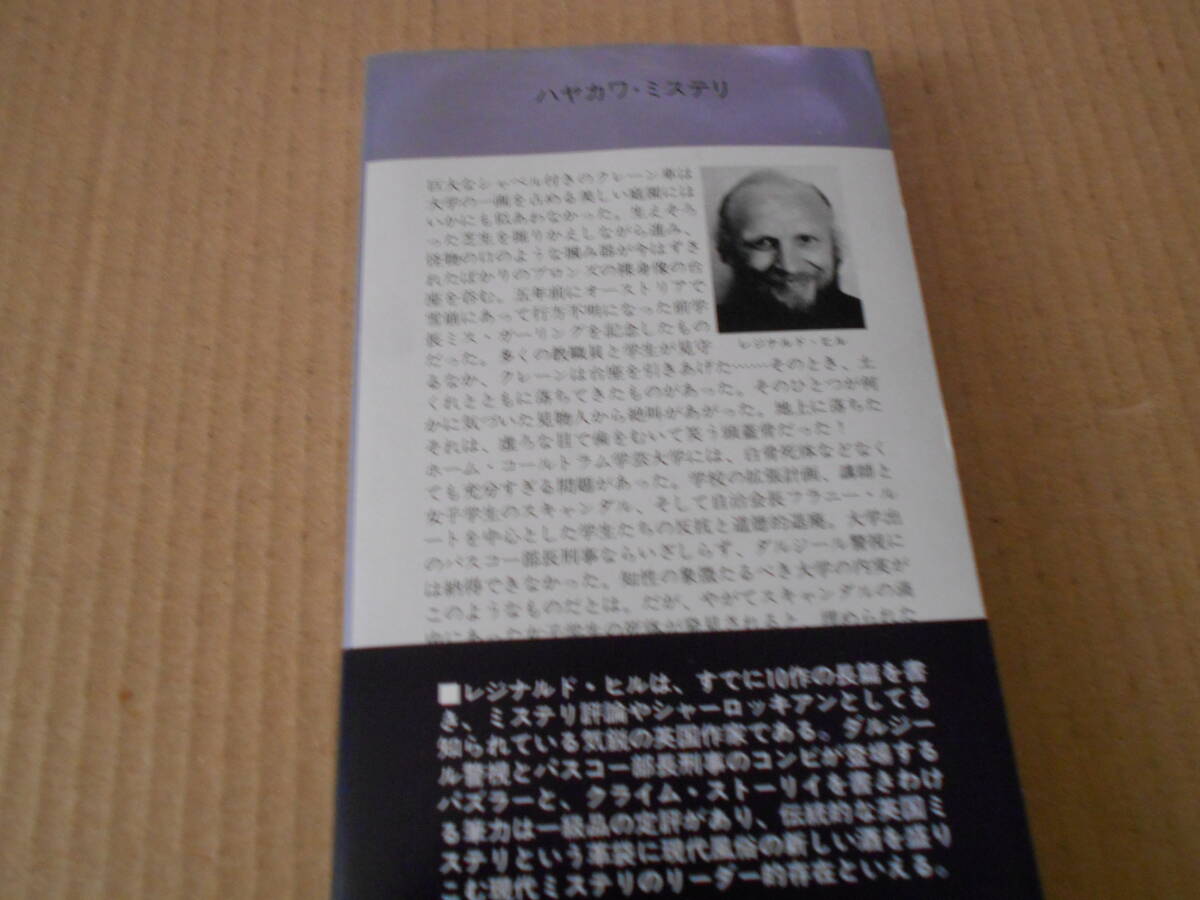 ハヤカワ・ミステリ
巨大なシャベル付きのクレーン車は
大学の一画を占める美しい庭園には
いかにも似あわなかった。生えそろ
った芝生を掘りかえしながら進み、
怪物の口のような掴み器が今はずさ
れたばかりのブロンズの裸身像の台
座を呑む。五年前にオーストリアで
雪崩にあって行方不明になった前学
長ミス・ガーリングを記念したもの
だった。多くの教職員と学生が見守
るなか、クレーンは台座を引きあげた……そのとき、土
くれとともに落ちてきたものがあった。そのひとつが何
かに気づいた見物人から絶叫があがった。地上に落ちた
それは、虚ろな目で歯をむいて笑う頭蓋骨だった！
ホーム・コールトラム学芸大学には、白骨死体などなく
ても充分すぎる問題があった。学校の拡張計画、講師と
女子学生のスキャンダル、そして自治会長フラニー・ル
ートを中心とした学生たちの反抗と道徳的退廃。大学出
のパスコー部長刑事ならいざしらず、ダルジール警視に
は納得できなかった。知性の象徴たるべき大学の内実が
このようなものだとは。だが、やがてスキャンダルの渦
中にあった女子学生の死体が発見されると、埋められた
レジナルド・ヒル
■レジナルド・ヒルは、すでに10作の長篇を書
き、ミステリ評論やシャーロッキアンとしても
知られている気鋭の英国作家である。ダルジー
ル警視とパスコー部長刑事のコンビが登場する
パズラーと、クライム・ストーリイを書きわけ
る筆力は一級品の定評があり、伝統的な英国ミ
ステリという革袋に現代風俗の新しい酒を盛り
こむ現代ミステリのリーダー的存在といえる。